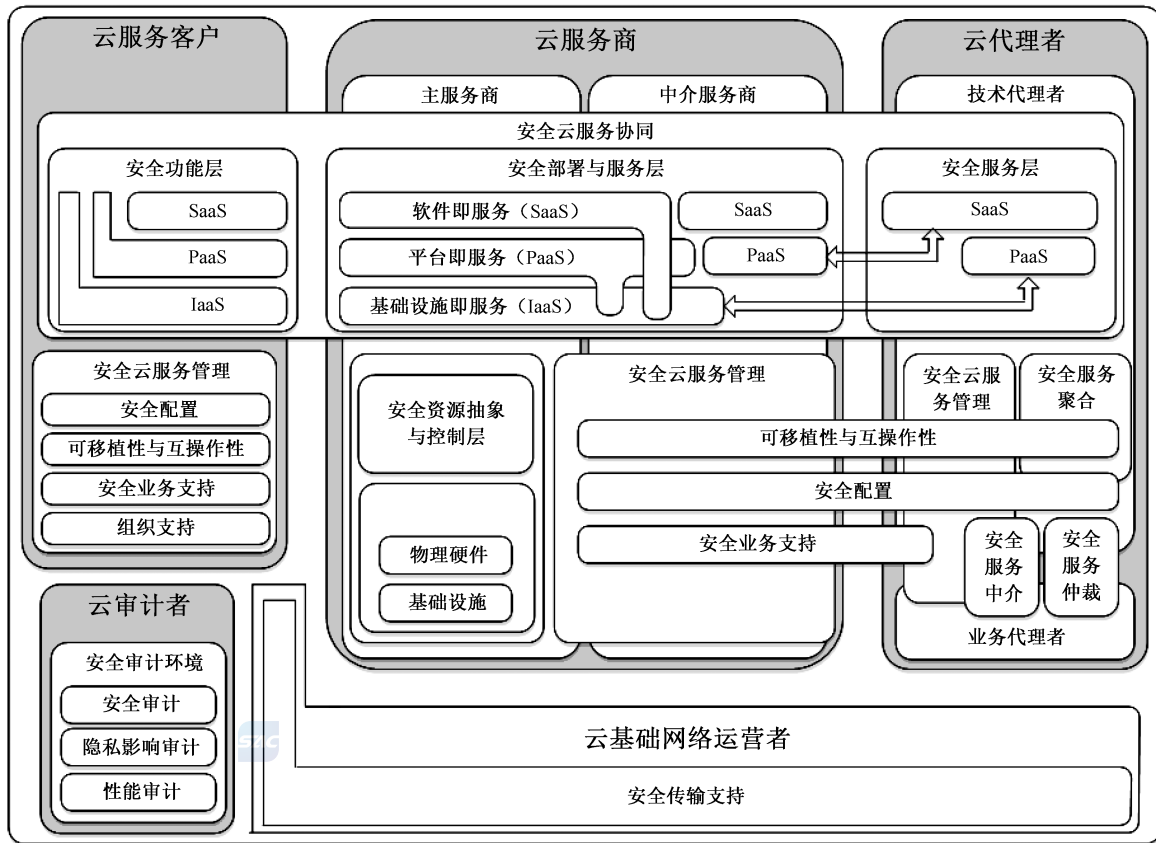 云服务客户
云服务商
云代理者
主服务商
中介服务商
技术代理者
安全云服务协同
安全功能层
SaaS
PaaS
IaaS
安全部署与服务层
软件即服务（SaaS）
平台即服务（PaaS）
基础设施即服务（IaaS）
SaaS
PaaS
安全服务层
SaaS
PaaS
安全云服务管理
安全配置
可移植性与互操作性
安全业务支持
组织支持
安全资源抽象
与控制层
物理硬件
基础设施
安全云服务管理
可移植性与互操作性
安全配置
安全业务支持
安全云服
务管理
安全服务
聚合
安全
服务
中介
安全
服务
仲裁
业务代理者
云审计者
安全审计环境
安全审计
隐私影响审计
性能审计
云基础网络运营者
安全传输支持
SZC